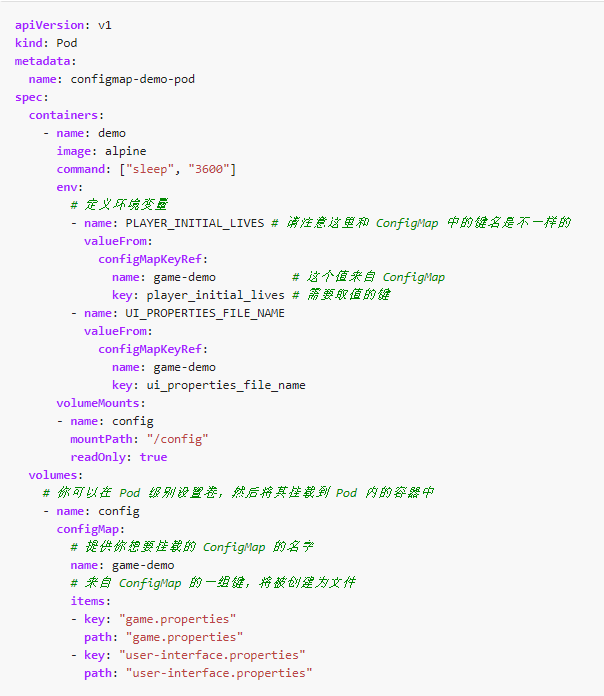 apiVersion: v1
kind: Pod
metadata:
  name: configmap-demo-pod
spec:
  containers:
    - name: demo
      image: alpine
      command: ["sleep", "3600"]
      env:
        # 定义环境变量
        - name: PLAYER_INITIAL_LIVES # 请注意这里和 ConfigMap 中的键名是不一样的
          valueFrom:
            configMapKeyRef:
              name: game-demo           # 这个值来自 ConfigMap
              key: player_initial_lives # 需要取值的键
        - name: UI_PROPERTIES_FILE_NAME
          valueFrom:
            configMapKeyRef:
              name: game-demo
              key: ui_properties_file_name
      volumeMounts:
      - name: config
        mountPath: "/config"
        readOnly: true
  volumes:
    # 你可以在 Pod 级别设置卷，然后将其挂载到 Pod 内的容器中
    - name: config
      configMap:
        # 提供你想要挂载的 ConfigMap 的名字
        name: game-demo
        # 来自 ConfigMap 的一组键，将被创建为文件
        items:
        - key: "game.properties"
          path: "game.properties"
        - key: "user-interface.properties"
          path: "user-interface.properties"